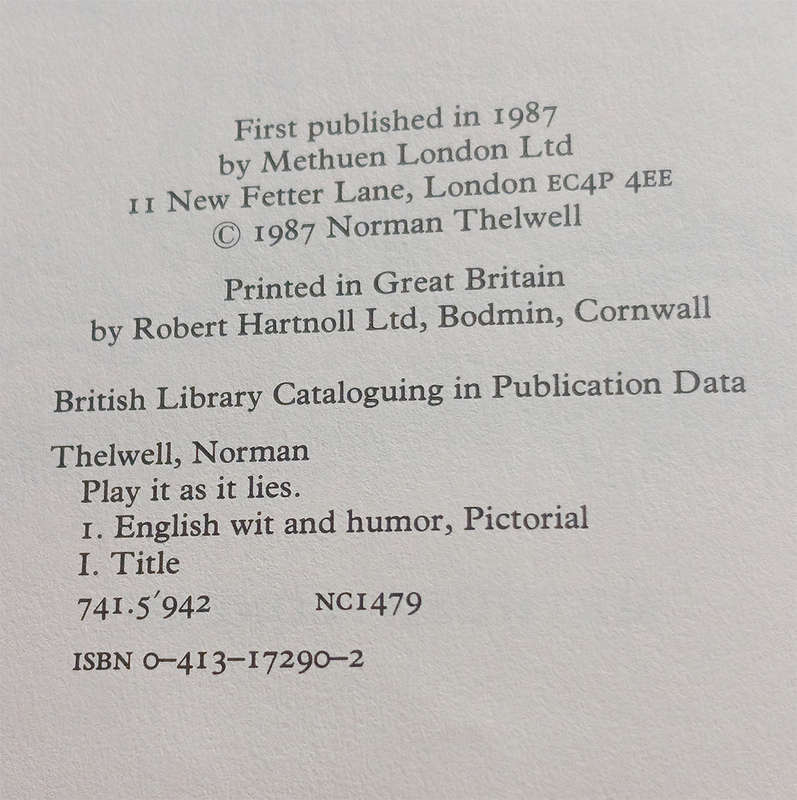 First published in 1987
by Methuen London Ltd
11 New Fetter Lane, London EC4P 4EE
© 1987 Norman Thelwell
Printed in Great Britain
by Robert Hartnoll Ltd, Bodmin, Cornwall
British Library Cataloguing in Publication Data
Thelwell, Norman
Play it as it lies.
1. English wit and humor, Pictorial
I. Title
741.5′942 NC1479
ISBN 0–413–17290–2